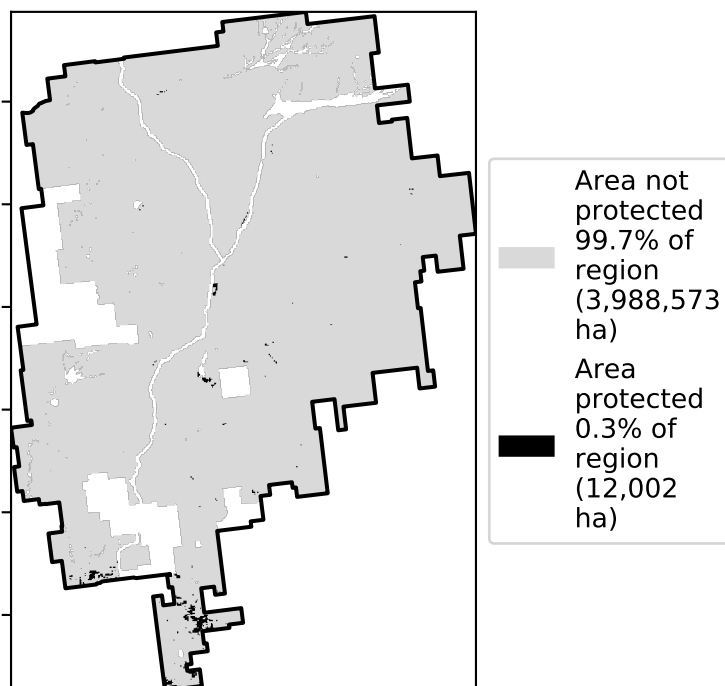 Area not
protected
99.7% of
region
(3,988,573
ha)
Area
protected
0.3% of
region
(12,002
ha)